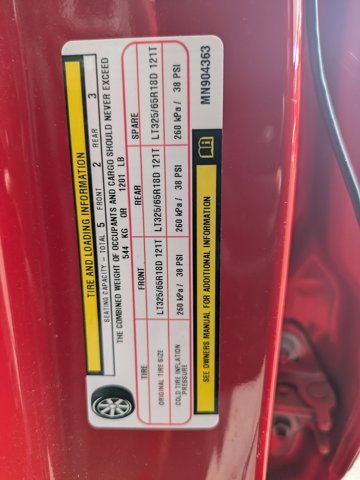 TIRE AND LOADING INFORMATION
SEATING CAPACITY - TOTAL 5 FRONT 2 REAR 3
THE COMBINED WEIGHT OF OCCUPANTS AND CARGO SHOULD NEVER EXCEED
544 KG OR 1201 LB
TIRE FRONT REAR SPARE
ORIGINAL TIRE SIZE LT325/65R18D 121T LT325/65R18D 121T LT325/65R18D 121T
COLD TIRE INFLATION PRESSURE 260 kPa / 38 PSI 260 kPa / 38 PSI 260 kPa / 38 PSI
SEE OWNERS MANUAL FOR ADDITIONAL INFORMATION
MN904363